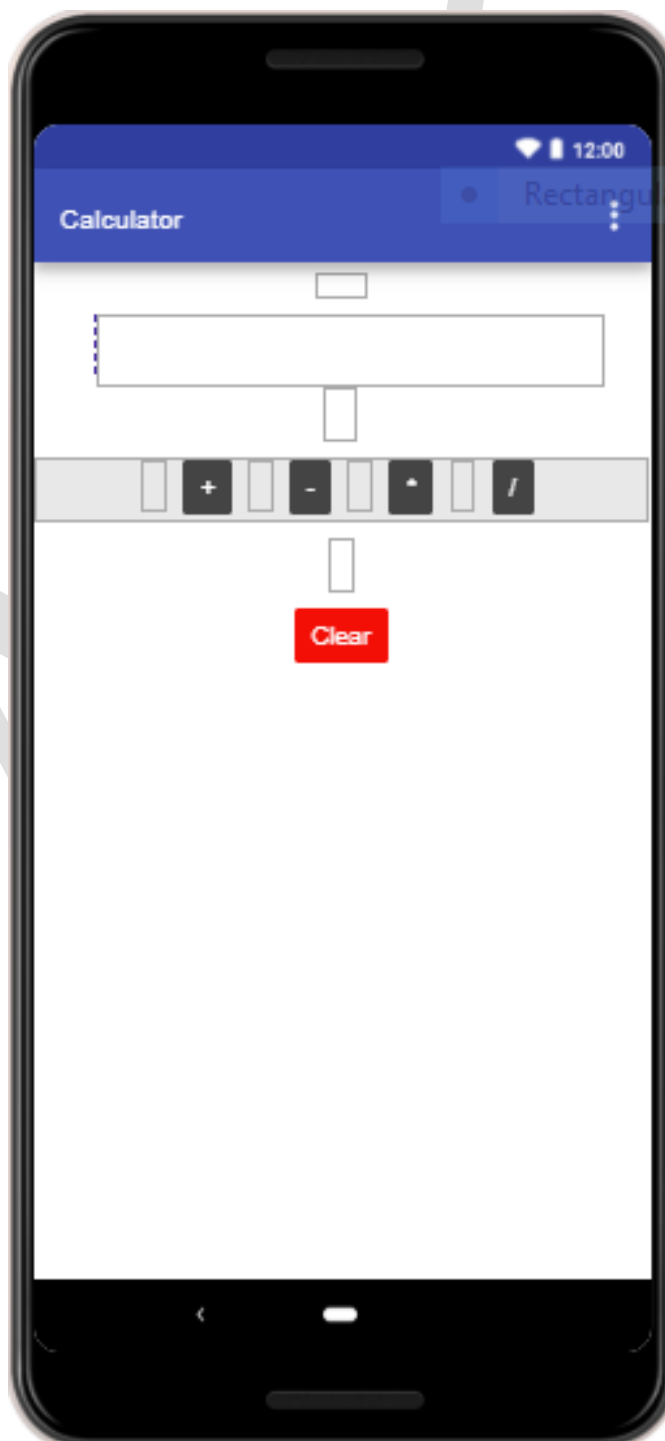 12:00
• Rectangu
Calculator
+ - * /
Clear